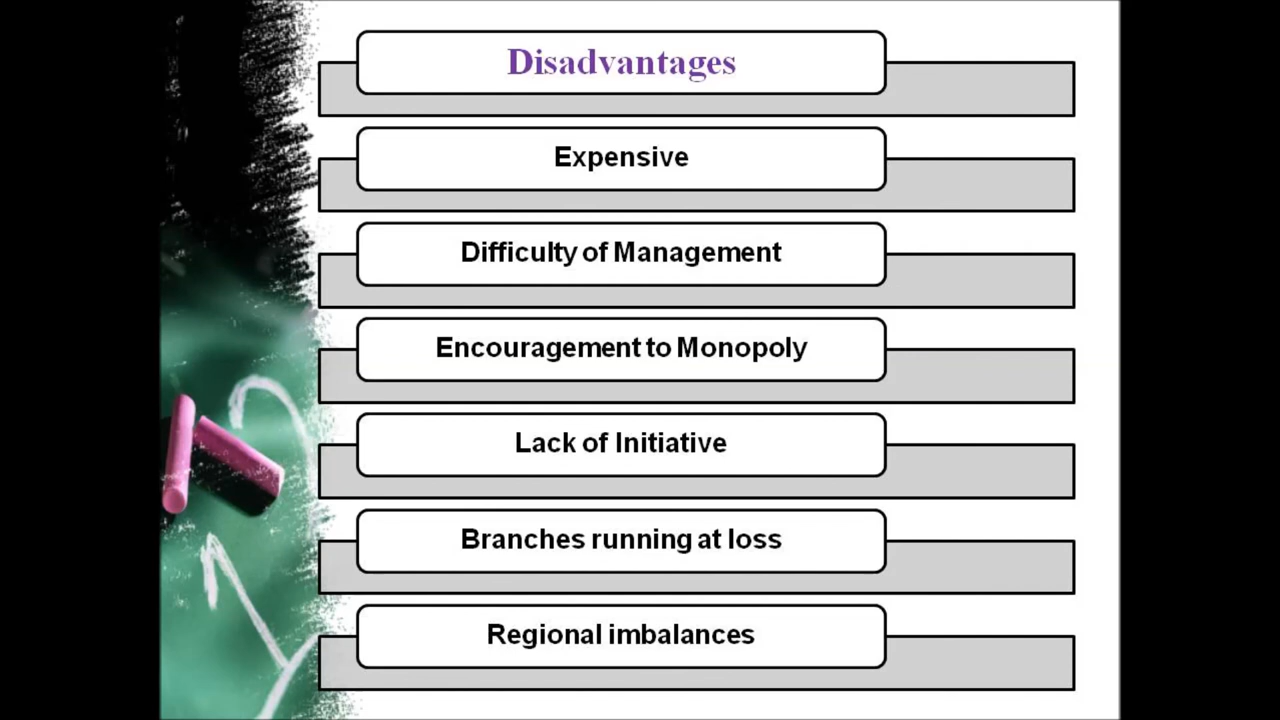 Disadvantages
Expensive
Difficulty of Management
Encouragement to Monopoly
Lack of Initiative
Branches running at loss
Regional imbalances